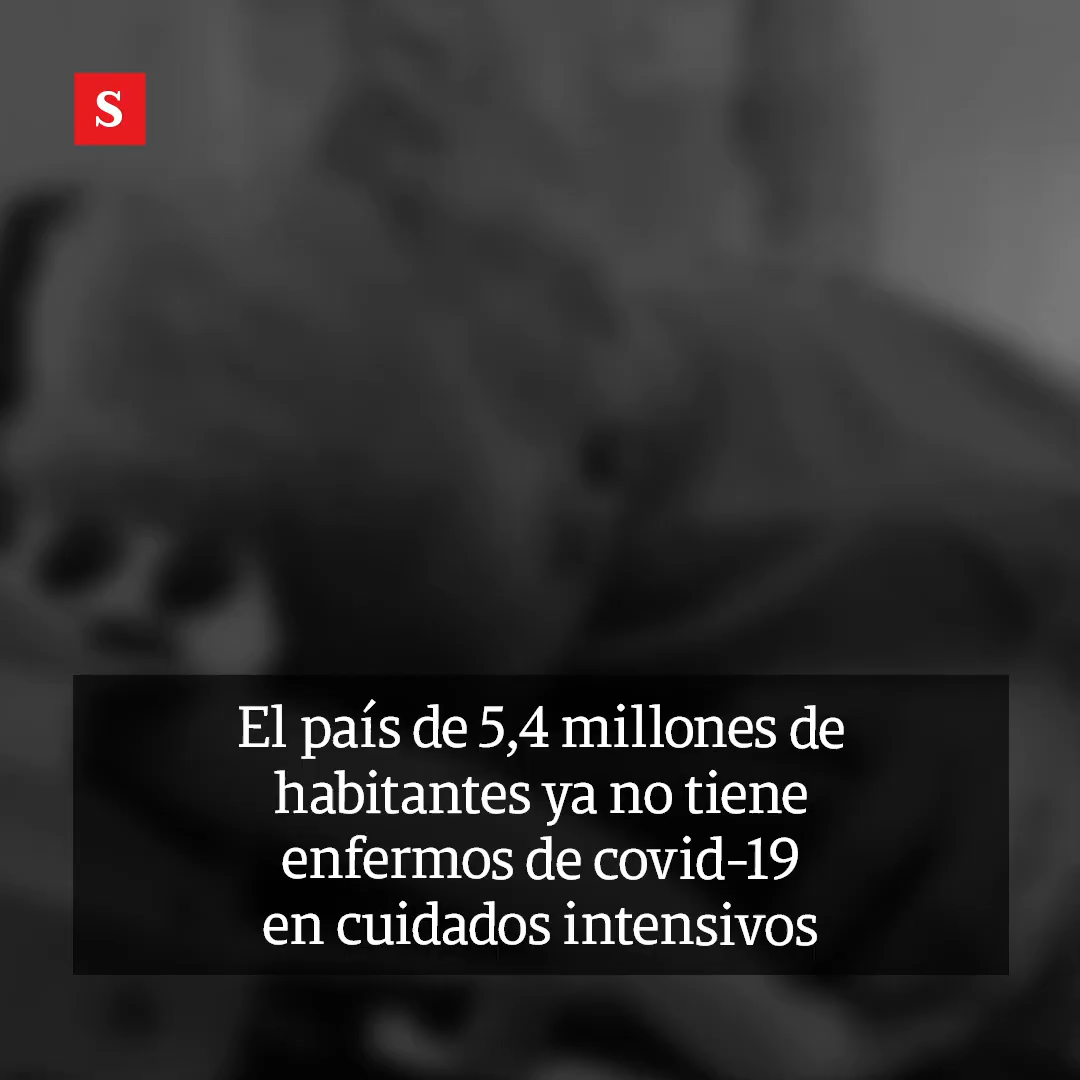 S
El país de 5,4 millones de
habitantes ya no tiene
enfermos de covid-19
en cuidados intensivos